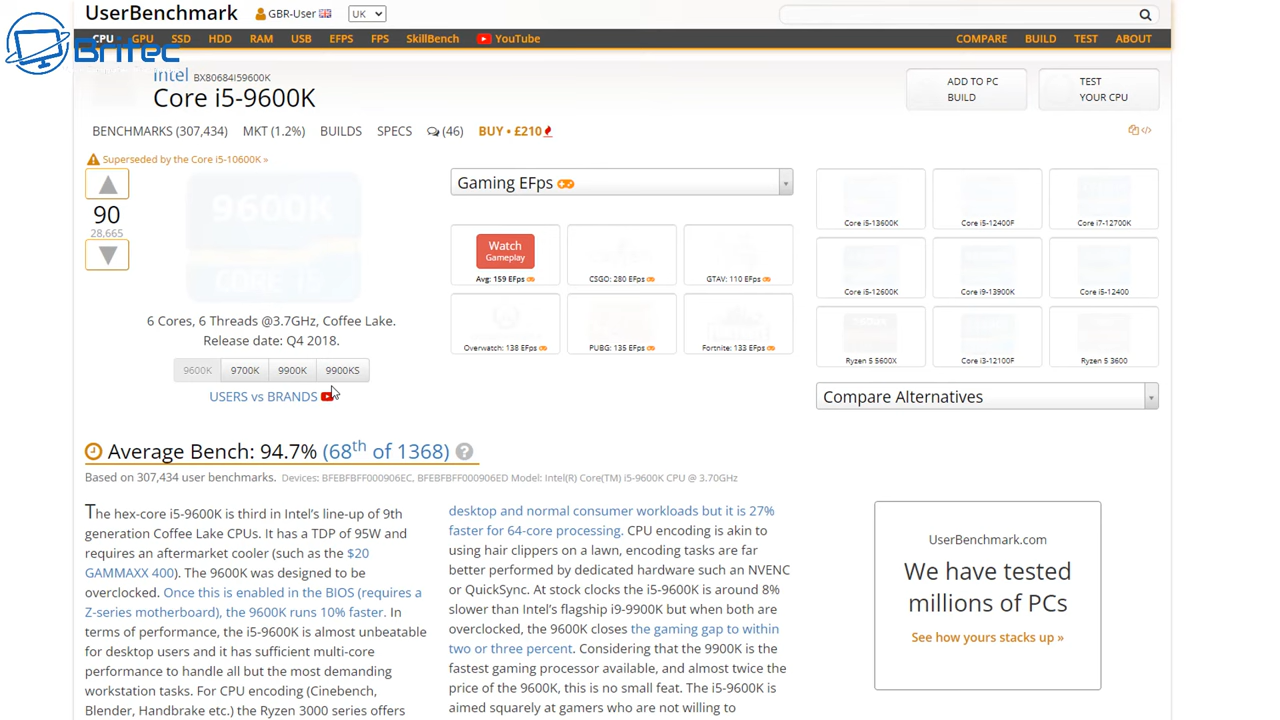 UserBenchmark
GBR-User
UK
CPU GPU SSD HDD RAM USB EFPS FPS SkillBench YouTube
COMPARE BUILD TEST ABOUT
Britec
Intel BX80684I59600K
Core i5-9600K
ADD TO PC
BUILD
TEST
YOUR CPU
BENCHMARKS (307,434) MKT (1.2%) BUILDS SPECS (46) BUY • £210
Superseded by the Core i5-10600K »
90
28,665
9600K
CORE i5
6 Cores, 6 Threads @3.7GHz, Coffee Lake.
Release date: Q4 2018.
9600K 9700K 9900K 9900KS
USERS vs BRANDS
Gaming EFps
Watch
Gameplay
Avg: 159 EFps
CSGO: 280 EFps
GTAV: 110 EFps
Overwatch: 138 EFps
PUBG: 135 EFps
Fortnite: 133 EFps
Core i5-13600K
Core i5-12400F
Core i7-12700K
Core i5-12600K
Core i9-13900K
Core i5-12400
Ryzen 5 5600X
Core i3-12100F
Ryzen 5 3600
Compare Alternatives
Average Bench: 94.7% (68th of 1368) ?
Based on 307,434 user benchmarks. Devices: BFEBFBFF000906EC, BFEBFBFF000906ED Model: Intel(R) Core(TM) i5-9600K CPU @ 3.70GHz
The hex-core i5-9600K is third in Intel's line-up of 9th
generation Coffee Lake CPUs. It has a TDP of 95W and
requires an aftermarket cooler (such as the $20
GAMMAXX 400). The 9600K was designed to be
overclocked. Once this is enabled in the BIOS (requires a
Z-series motherboard), the 9600K runs 10% faster. In
terms of performance, the i5-9600K is almost unbeatable
for desktop users and it has sufficient multi-core
performance to handle all but the most demanding
workstation tasks. For CPU encoding (Cinebench,
Blender, Handbrake etc.) the Ryzen 3000 series offers
desktop and normal consumer workloads but it is 27%
faster for 64-core processing. CPU encoding is akin to
using hair clippers on a lawn, encoding tasks are far
better performed by dedicated hardware such an NVENC
or QuickSync. At stock clocks the i5-9600K is around 8%
slower than Intel's flagship i9-9900K but when both are
overclocked, the 9600K closes the gaming gap to within
two or three percent. Considering that the 9900K is the
fastest gaming processor available, and almost twice the
price of the 9600K, this is no small feat. The i5-9600K is
aimed squarely at gamers who are not willing to
UserBenchmark.com
We have tested
millions of PCs
See how yours stacks up »